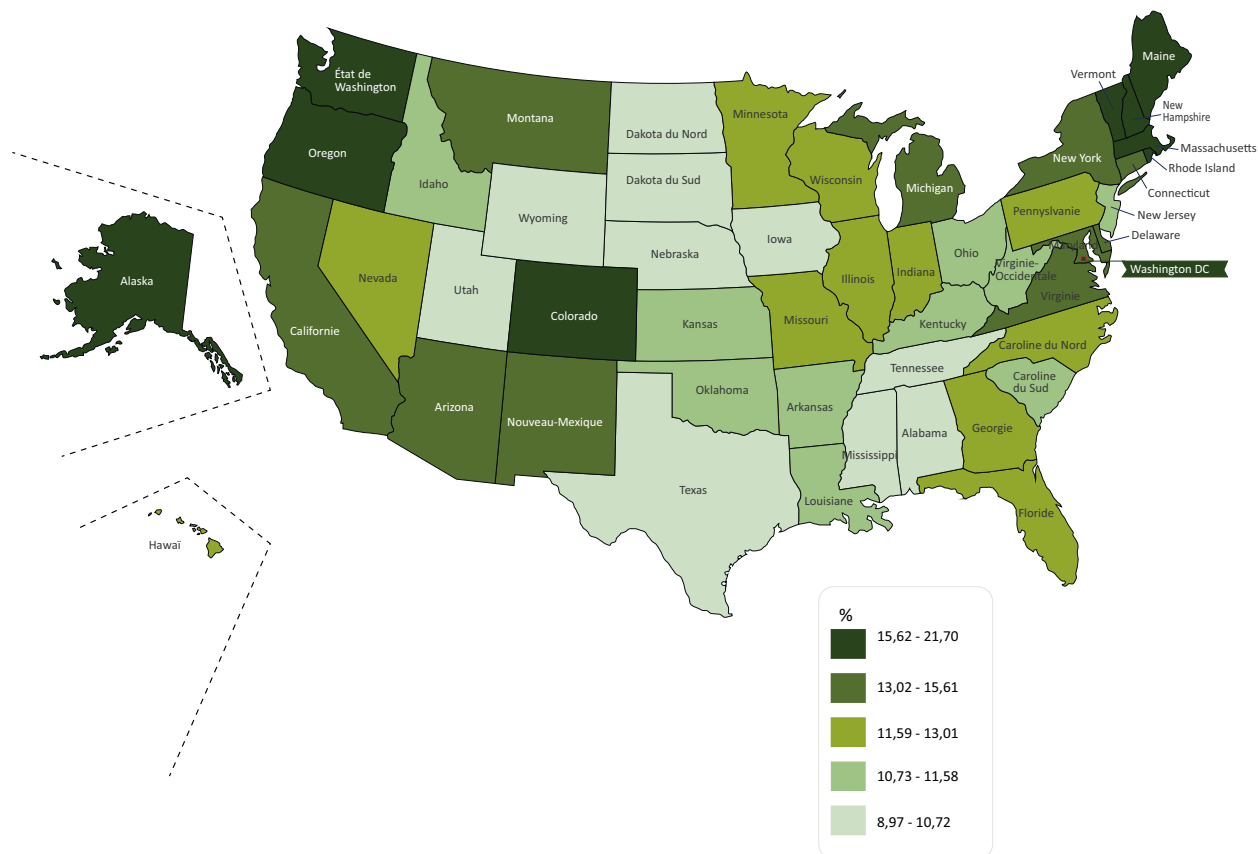 Maine
Vermont
État de
Washington
New
Hampshire
Montana
Minnesota
Dakota du Nord
Massachusetts
Oregon
New York
Rhode Island
Wisconsin
Dakota du Sud
Idaho
Michigan
Connecticut
Pennyslvanie
New Jersey
Wyoming
Iowa
Delaware
Maryland
Nebraska
Ohio
Virginie-
Occidentale
Washington DC
Alaska
Nevada
Utah
Illinois
Indiana
Virginie
Colorado
Californie
Kansas
Missouri
Kentucky
Caroline du Nord
Tennessee
Caroline
du Sud
Oklahoma
Arizona
Arkansas
Nouveau-Mexique
Georgie
Alabama
Mississippi
Texas
Louisiane
Floride
Hawaï
%
15,62 - 21,70
13,02 - 15,61
11,59 - 13,01
10,73 - 11,58
8,97 - 10,72